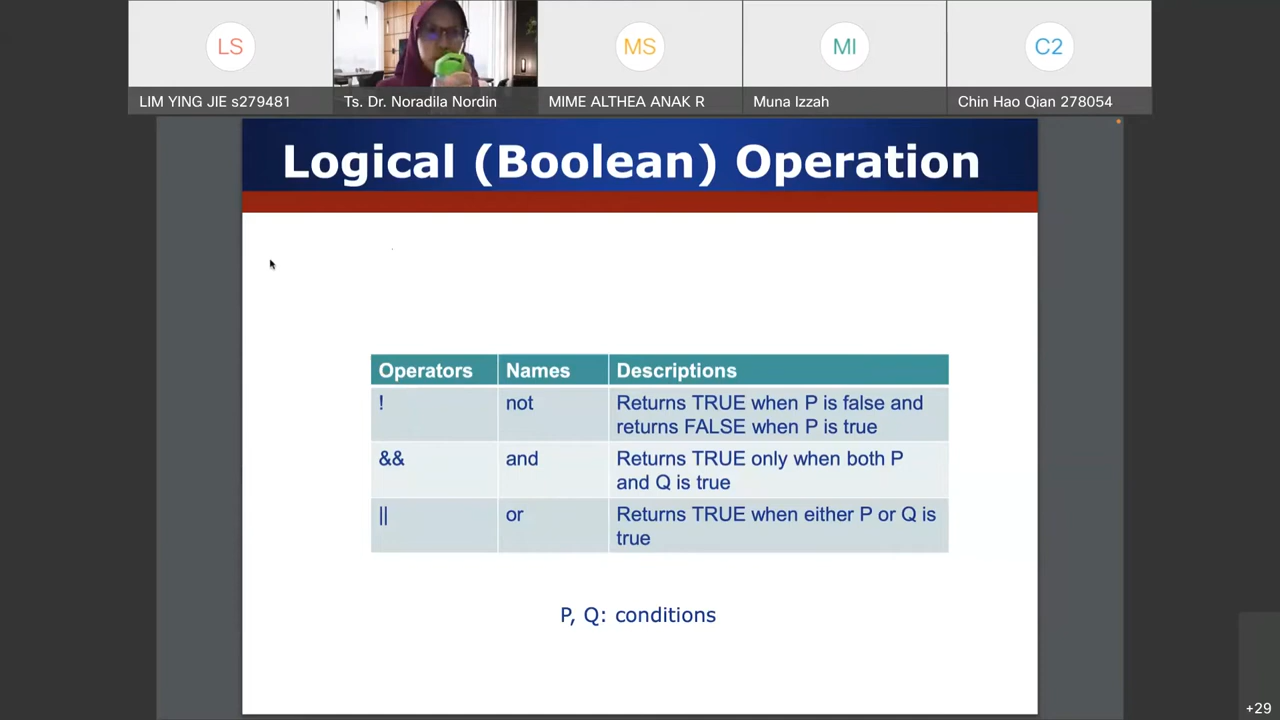 LS
MS
MI
C2
LIM YING JIE s279481
Ts. Dr. Noradila Nordin
MIME ALTHEA ANAK R
Muna Izzah
Chin Hao Qian 278054
Logical (Boolean) Operation
Operators Names Descriptions
! not Returns TRUE when P is false and
returns FALSE when P is true
&& and Returns TRUE only when both P
and Q is true
|| or Returns TRUE when either P or Q is
true
P, Q: conditions
+29